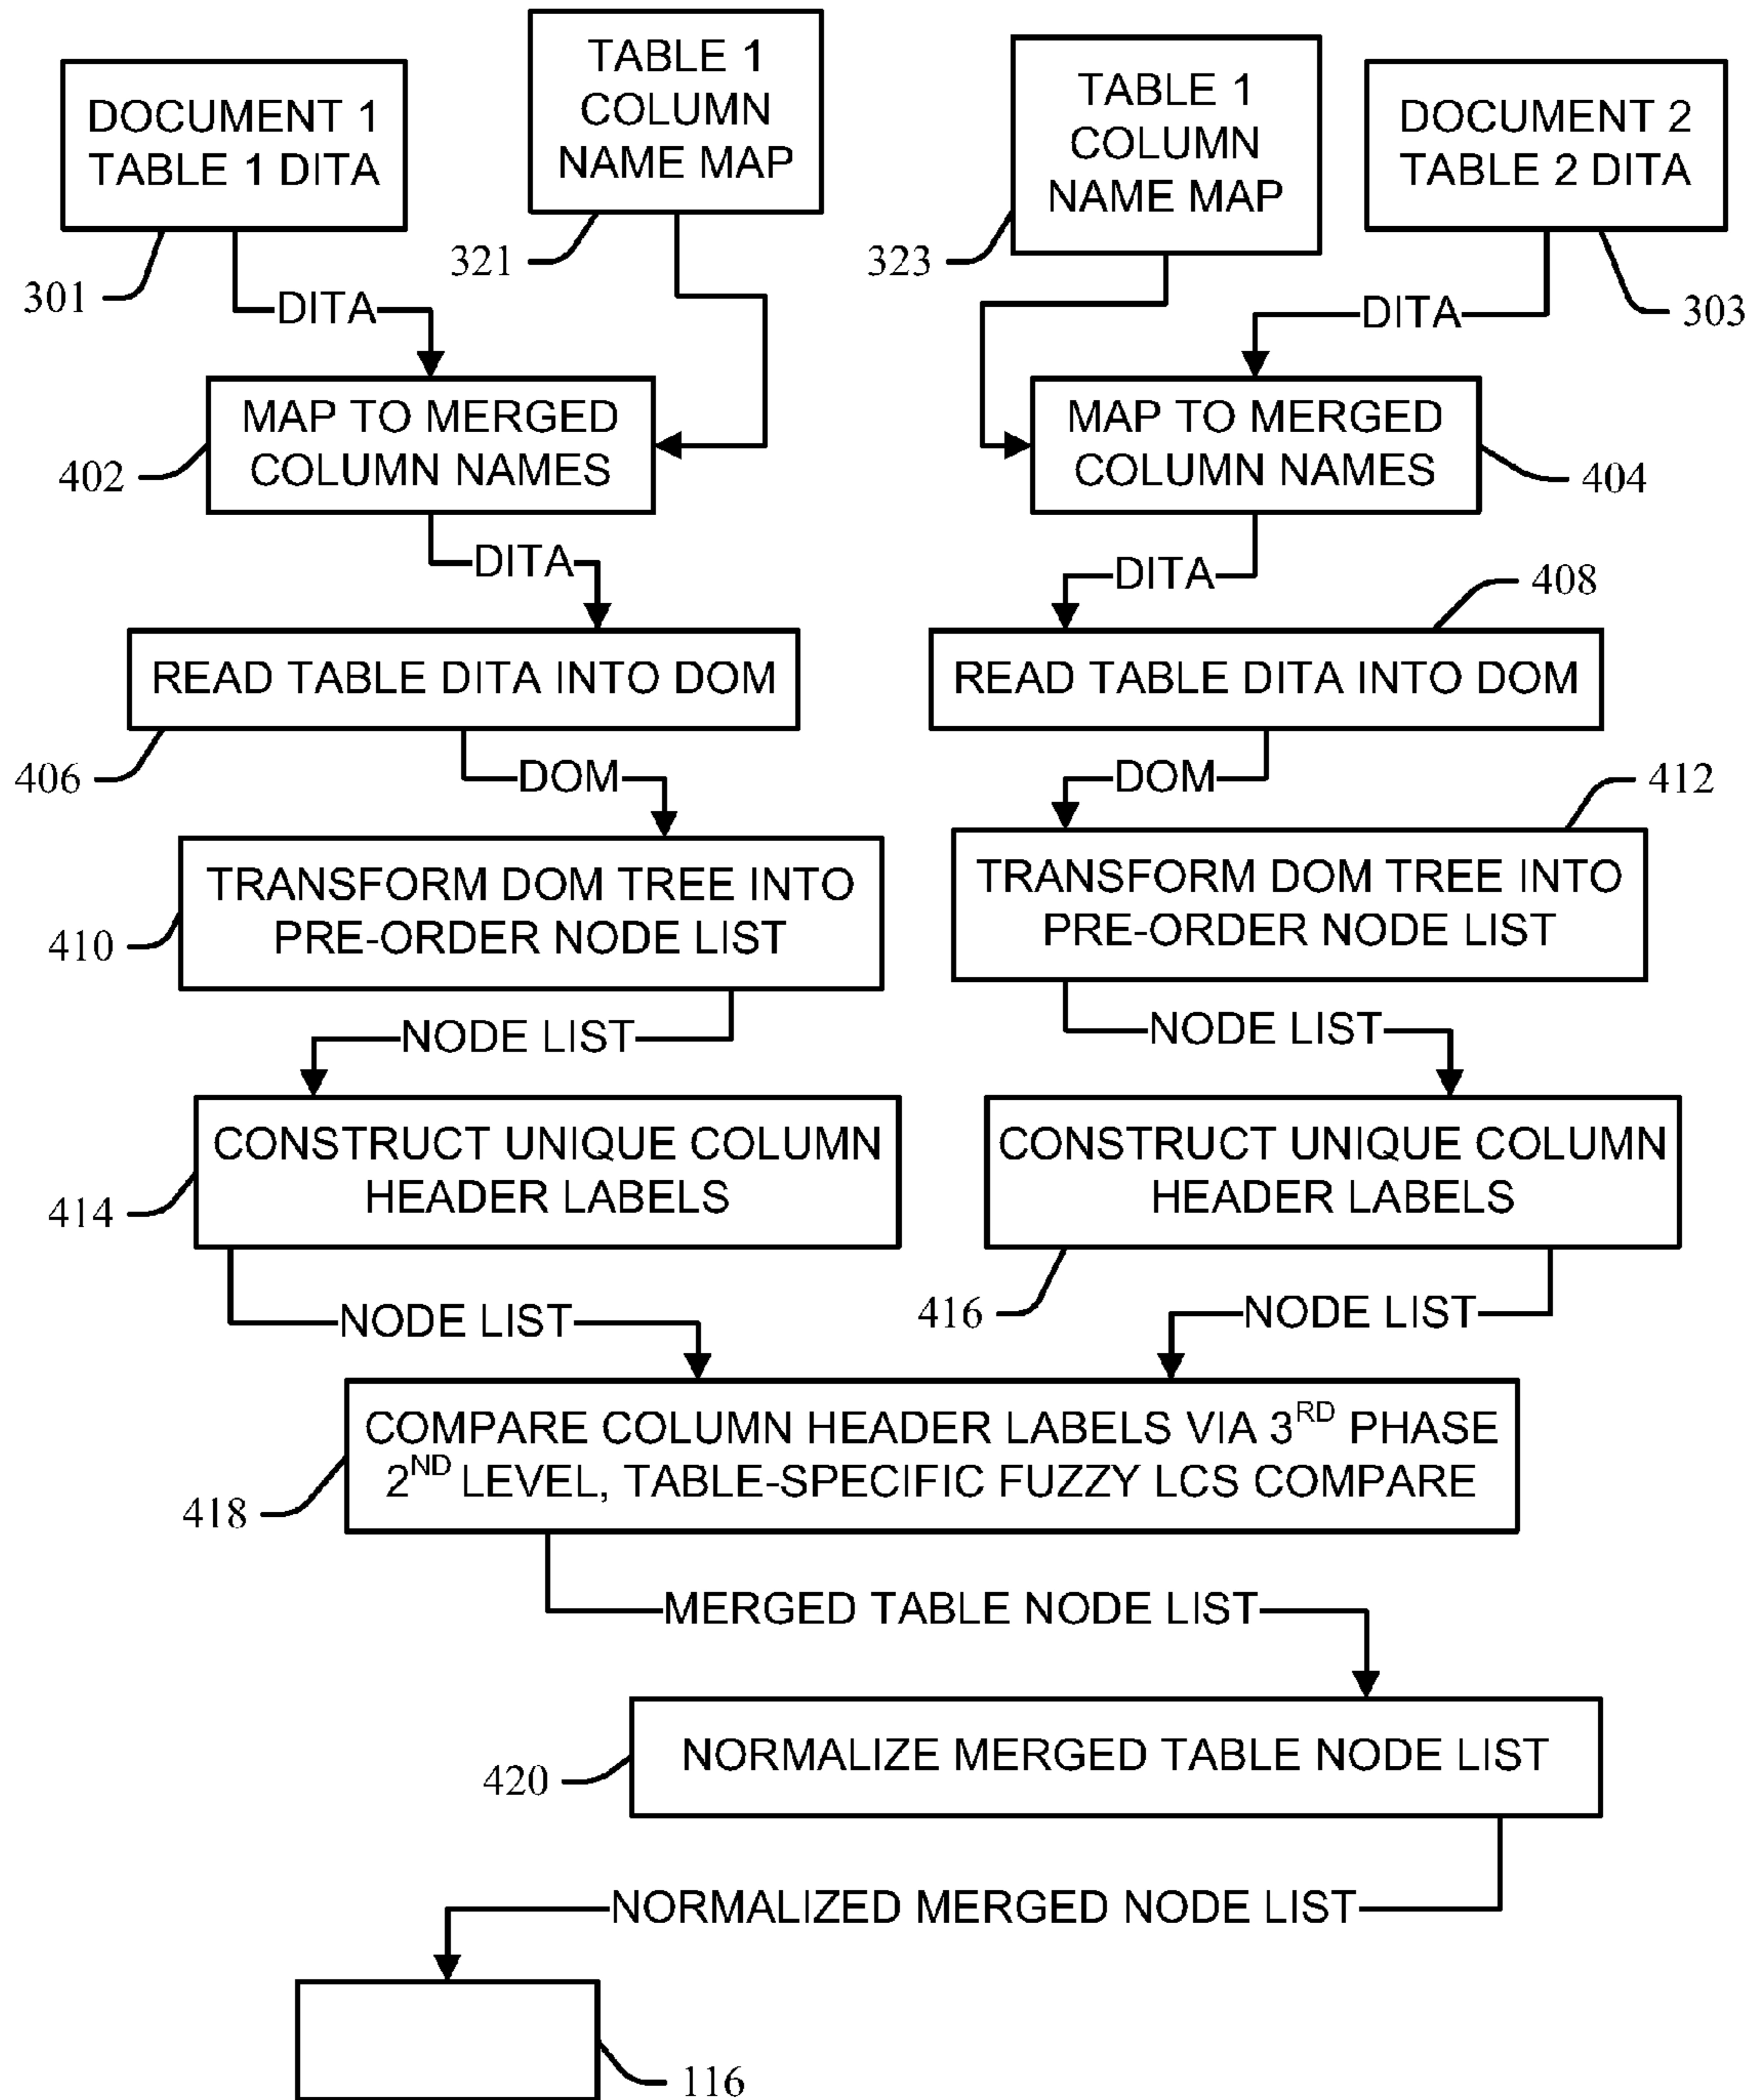 DOCUMENT 1
TABLE 1 DITA
301
TABLE 1
COLUMN
NAME MAP
321
TABLE 1
COLUMN
NAME MAP
323
DOCUMENT 2
TABLE 2 DITA
303
DITA
DITA
MAP TO MERGED
COLUMN NAMES
402
MAP TO MERGED
COLUMN NAMES
404
DITA
DITA
408
READ TABLE DITA INTO DOM
406
READ TABLE DITA INTO DOM
DOM
DOM
412
TRANSFORM DOM TREE INTO
PRE-ORDER NODE LIST
410
TRANSFORM DOM TREE INTO
PRE-ORDER NODE LIST
NODE LIST
NODE LIST
CONSTRUCT UNIQUE COLUMN
HEADER LABELS
414
CONSTRUCT UNIQUE COLUMN
HEADER LABELS
416
NODE LIST
NODE LIST
COMPARE COLUMN HEADER LABELS VIA 3RD PHASE
2ND LEVEL, TABLE-SPECIFIC FUZZY LCS COMPARE
418
MERGED TABLE NODE LIST
NORMALIZE MERGED TABLE NODE LIST
420
NORMALIZED MERGED NODE LIST
116